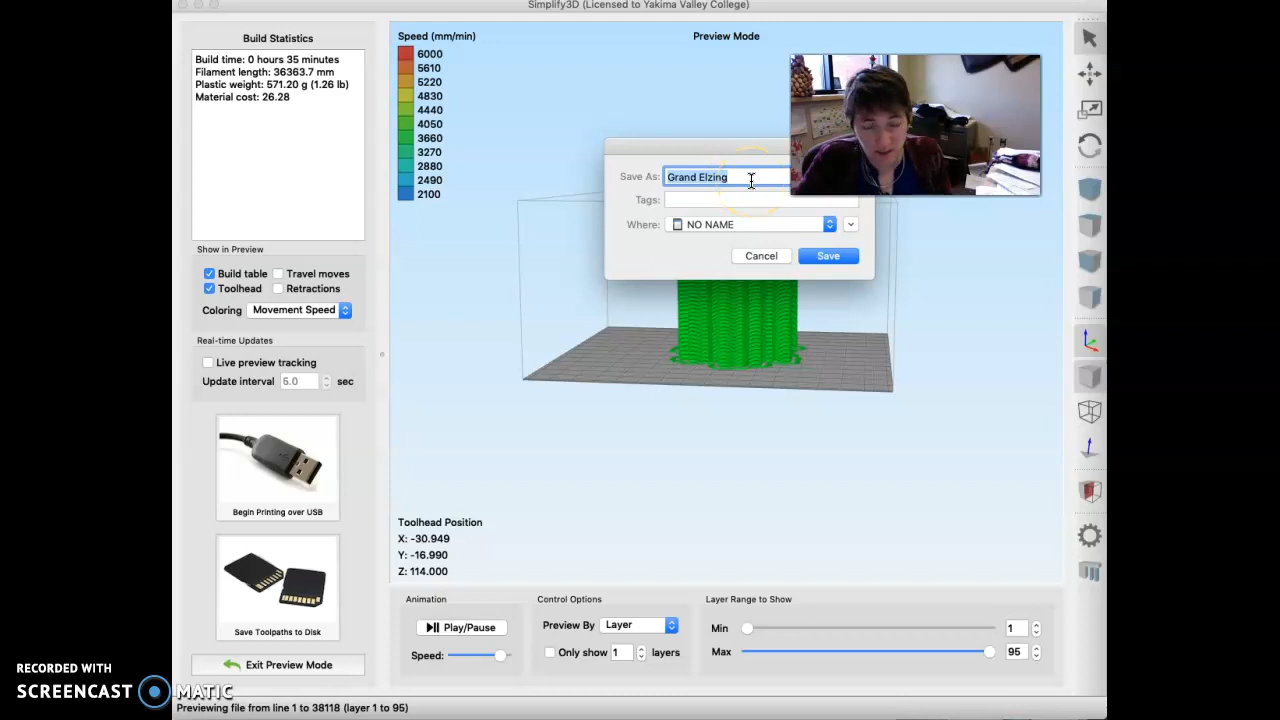 Simplify3D (Licensed to Yakima Valley College)
Build Statistics
Build time: 0 hours 35 minutes
Filament length: 36363.7 mm
Plastic weight: 571.20 g (1.26 lb)
Material cost: 26.28
Show in Preview
Build table
Travel moves
Toolhead
Retractions
Coloring
Movement Speed
Real-time Updates
Live preview tracking
Update interval
5.0
sec
Begin Printing over USB
Save Toolpaths to Disk
Exit Preview Mode
Speed (mm/min)
6000
5610
5220
4830
4440
4050
3660
3270
2880
2490
2100
Preview Mode
Save As:
Grand Elzing
Tags:
Where:
NO NAME
Cancel
Save
Toolhead Position
X: -30.949
Y: -16.990
Z: 114.000
Animation
Play/Pause
Speed:
Control Options
Preview By
Layer
Only show
1
layers
Layer Range to Show
Min
1
Max
95
Previewing file from line 1 to 38118 (layer 1 to 95)
RECORDED WITH
SCREENCAST MATIC